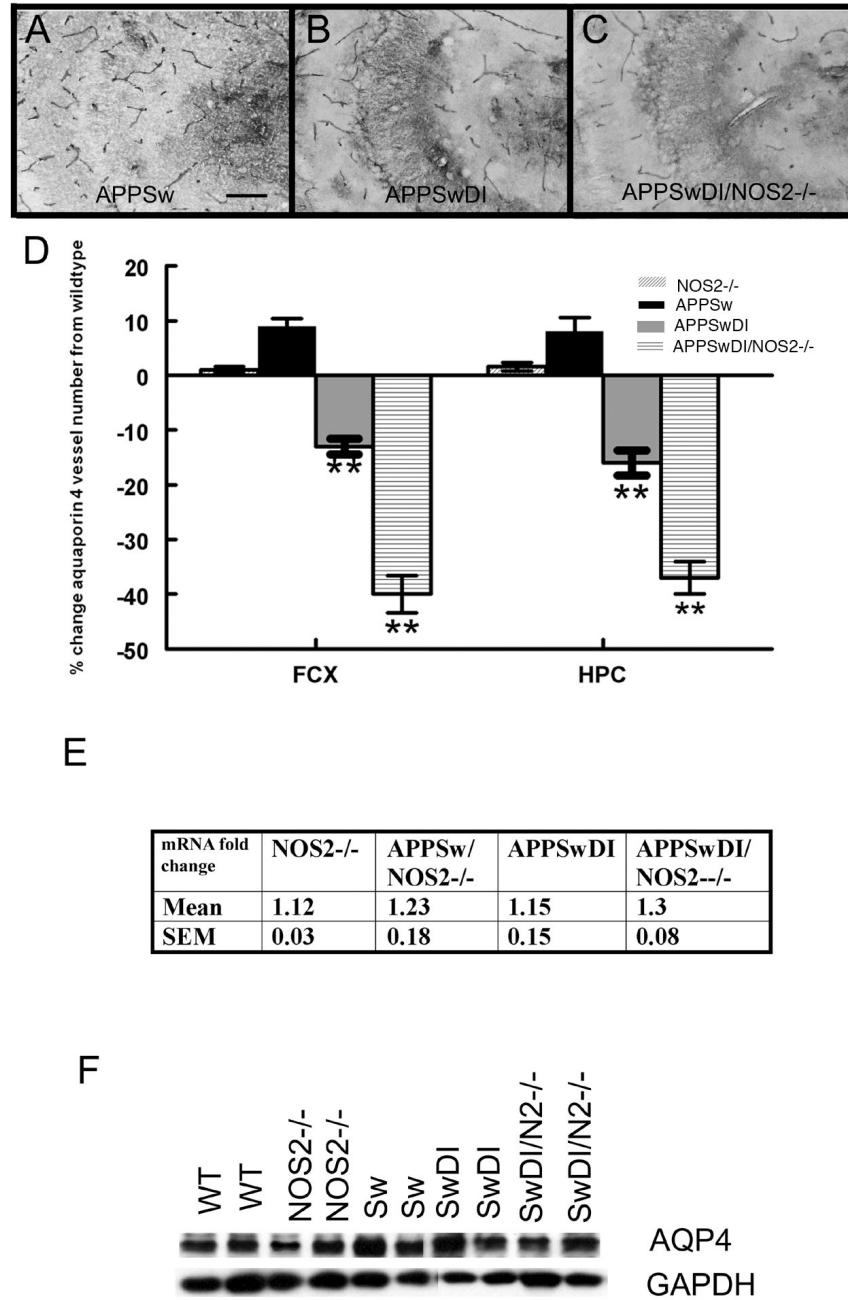 A
B
C
APPSw
APPSwDI
APPSwDI/NOS2-/-
D
% change aquaporin 4 vessel number from wildtype
20
10
0
-10
-20
-30
-40
-50
NOS2-/-
APPSw
APPSwDI
APPSwDI/NOS2-/-
**
**
**
**
FCX
HPC
E
mRNA fold change NOS2-/- APPSw/ NOS2-/- APPSwDI APPSwDI/ NOS2--/-
Mean 1.12 1.23 1.15 1.3
SEM 0.03 0.18 0.15 0.08
F
WT WT NOS2-/- NOS2-/- Sw Sw SwDI SwDI SwDI/N2-/- SwDI/N2-/-
AQP4
GAPDH